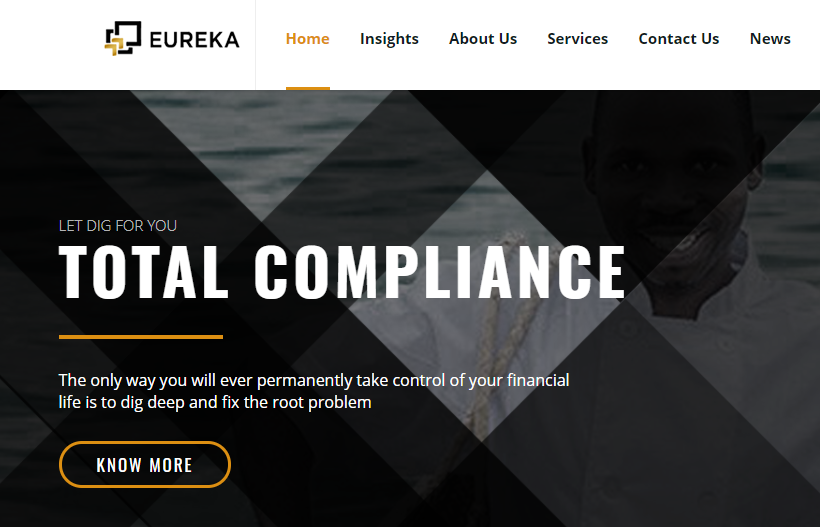 EUREKA
Home Insights About Us Services Contact Us News
LET DIG FOR YOU
TOTAL COMPLIANCE
The only way you will ever permanently take control of your financial
life is to dig deep and fix the root problem
KNOW MORE